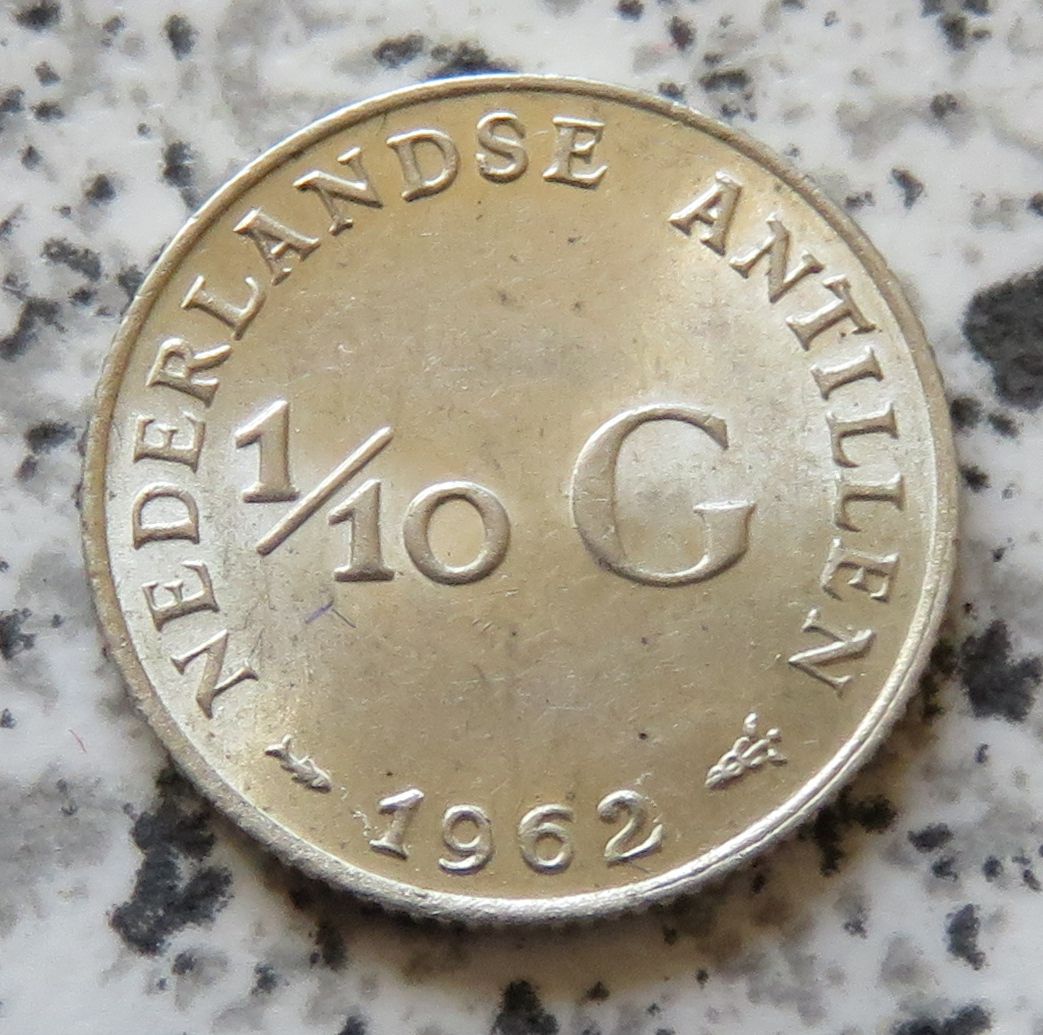 NEDERLANDSE ANTILLEN
1/10 G
1962